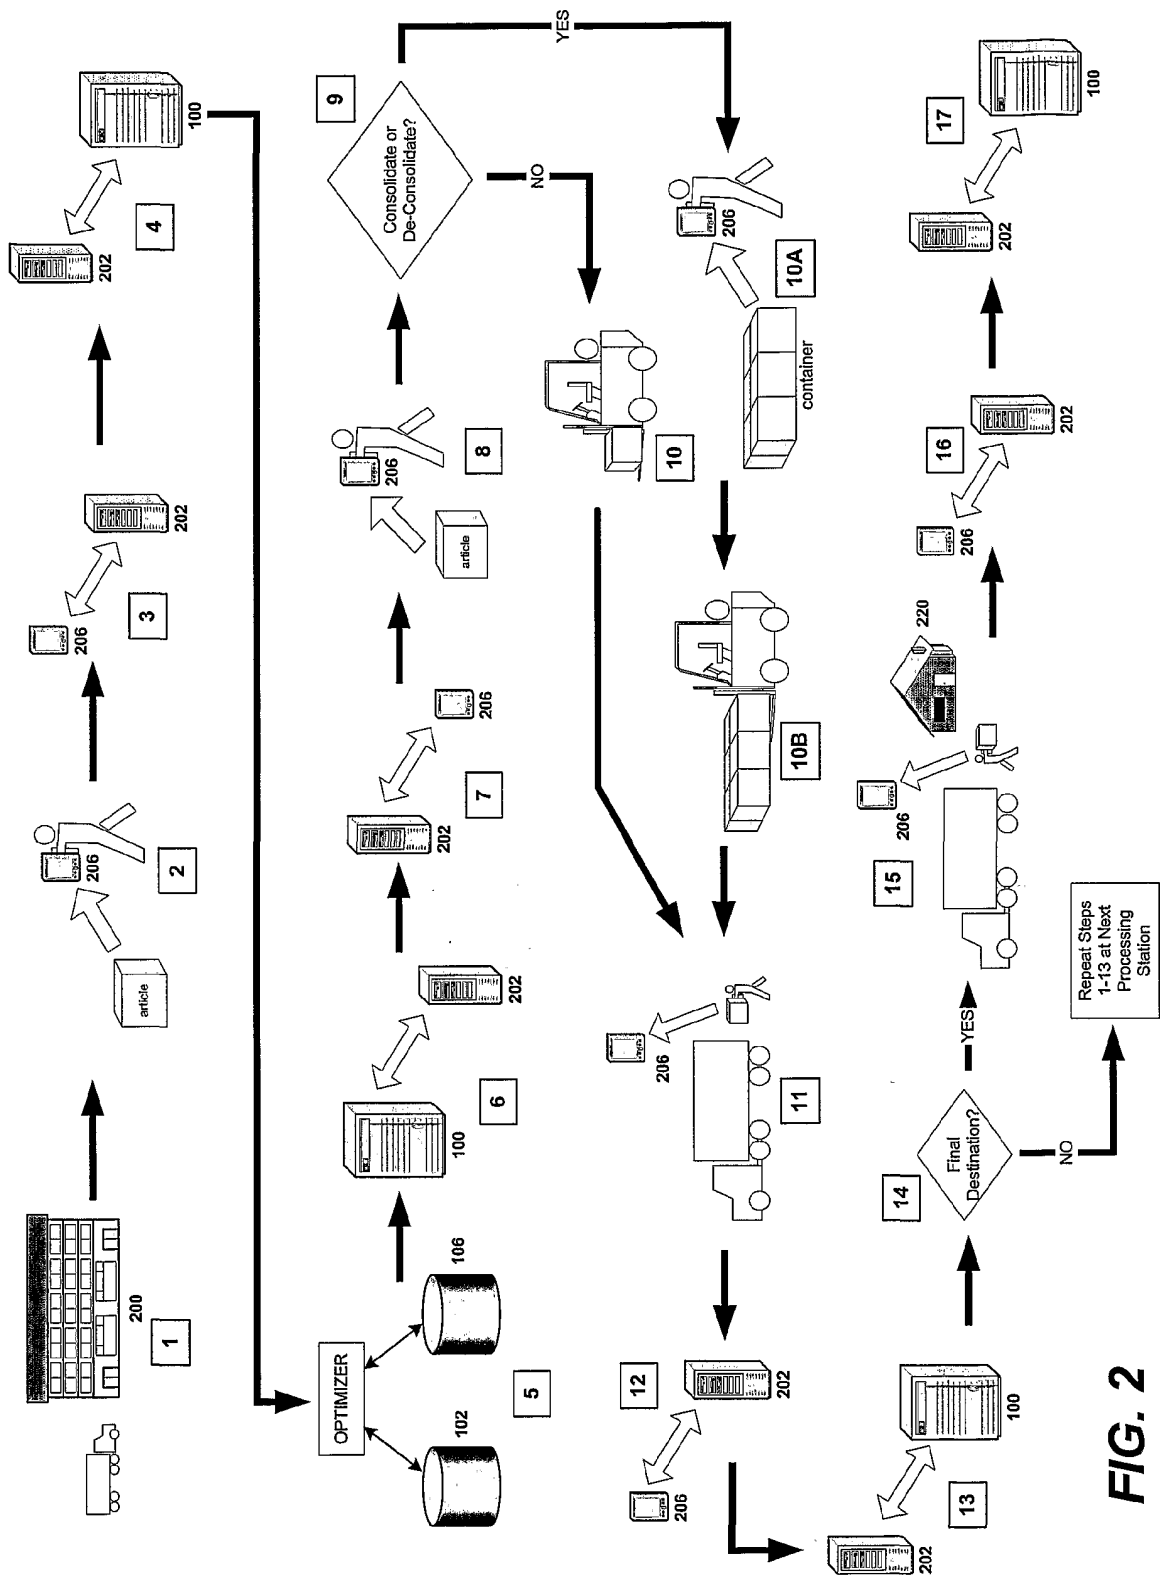 200
1
article
206
2
206
3
202
202
4
100
OPTIMIZER
102
106
5
100
6
202
202
7
206
article
206
8
9
Consolidate or
De-Consolidate?
YES
NO
10
206
10A
container
10B
206
11
206
12
202
202
13
100
14
Final
Destination?
YES
NO
Repeat Steps
1-13 at Next
Processing
Station
15
206
220
206
16
202
202
17
100
FIG. 2